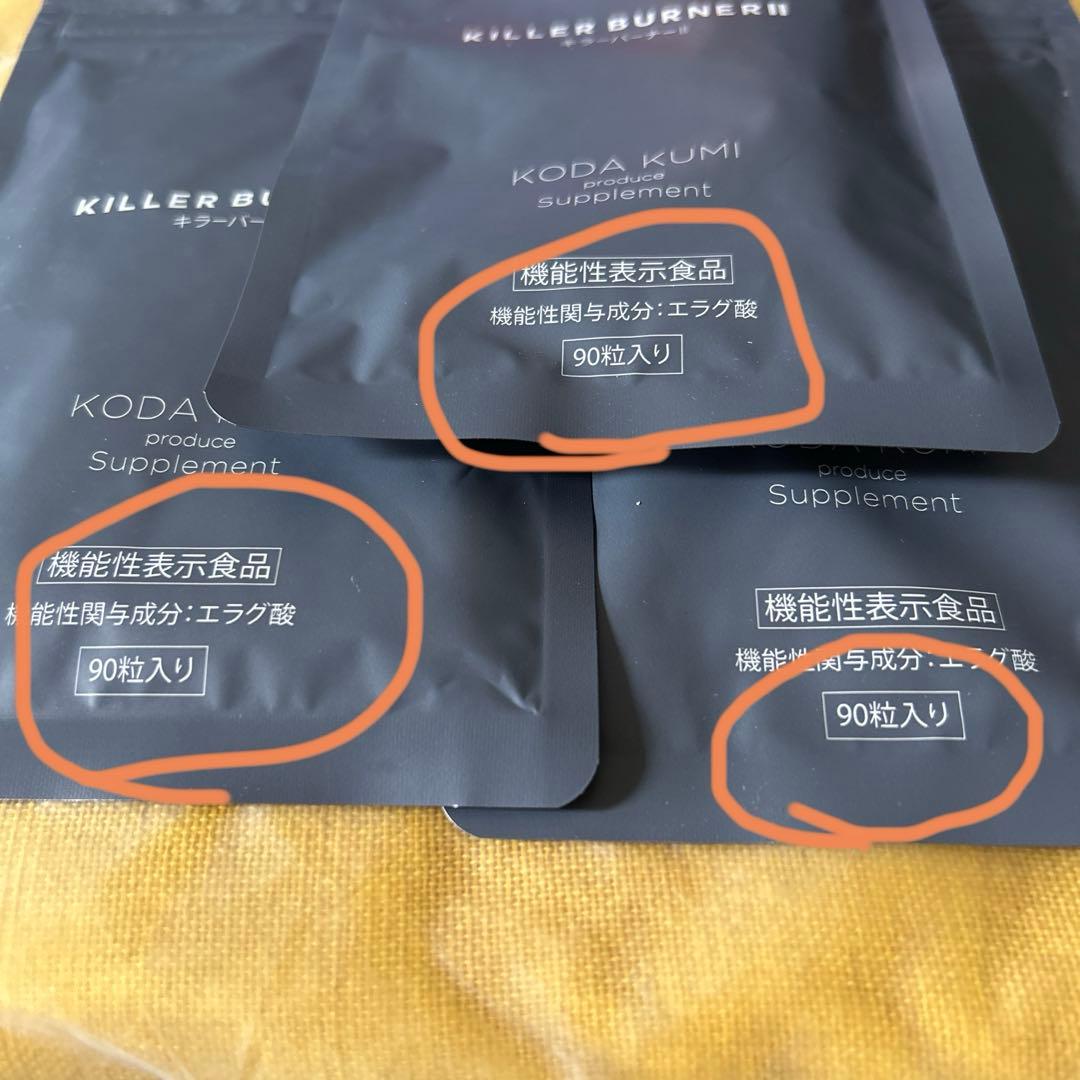 KILLER BURNER II
キラーバーナーII
KODA KUMI
produce
Supplement
機能性表示食品
機能性関与成分：エラグ酸
90粒入り
KILLER BU
キラーバー
KODA
produce
Supplement
機能性表示食品
機能性関与成分：エラグ酸
90粒入り
KODA KUMI
produce
Supplement
機能性表示食品
機能性関与成分：エラグ酸
90粒入り